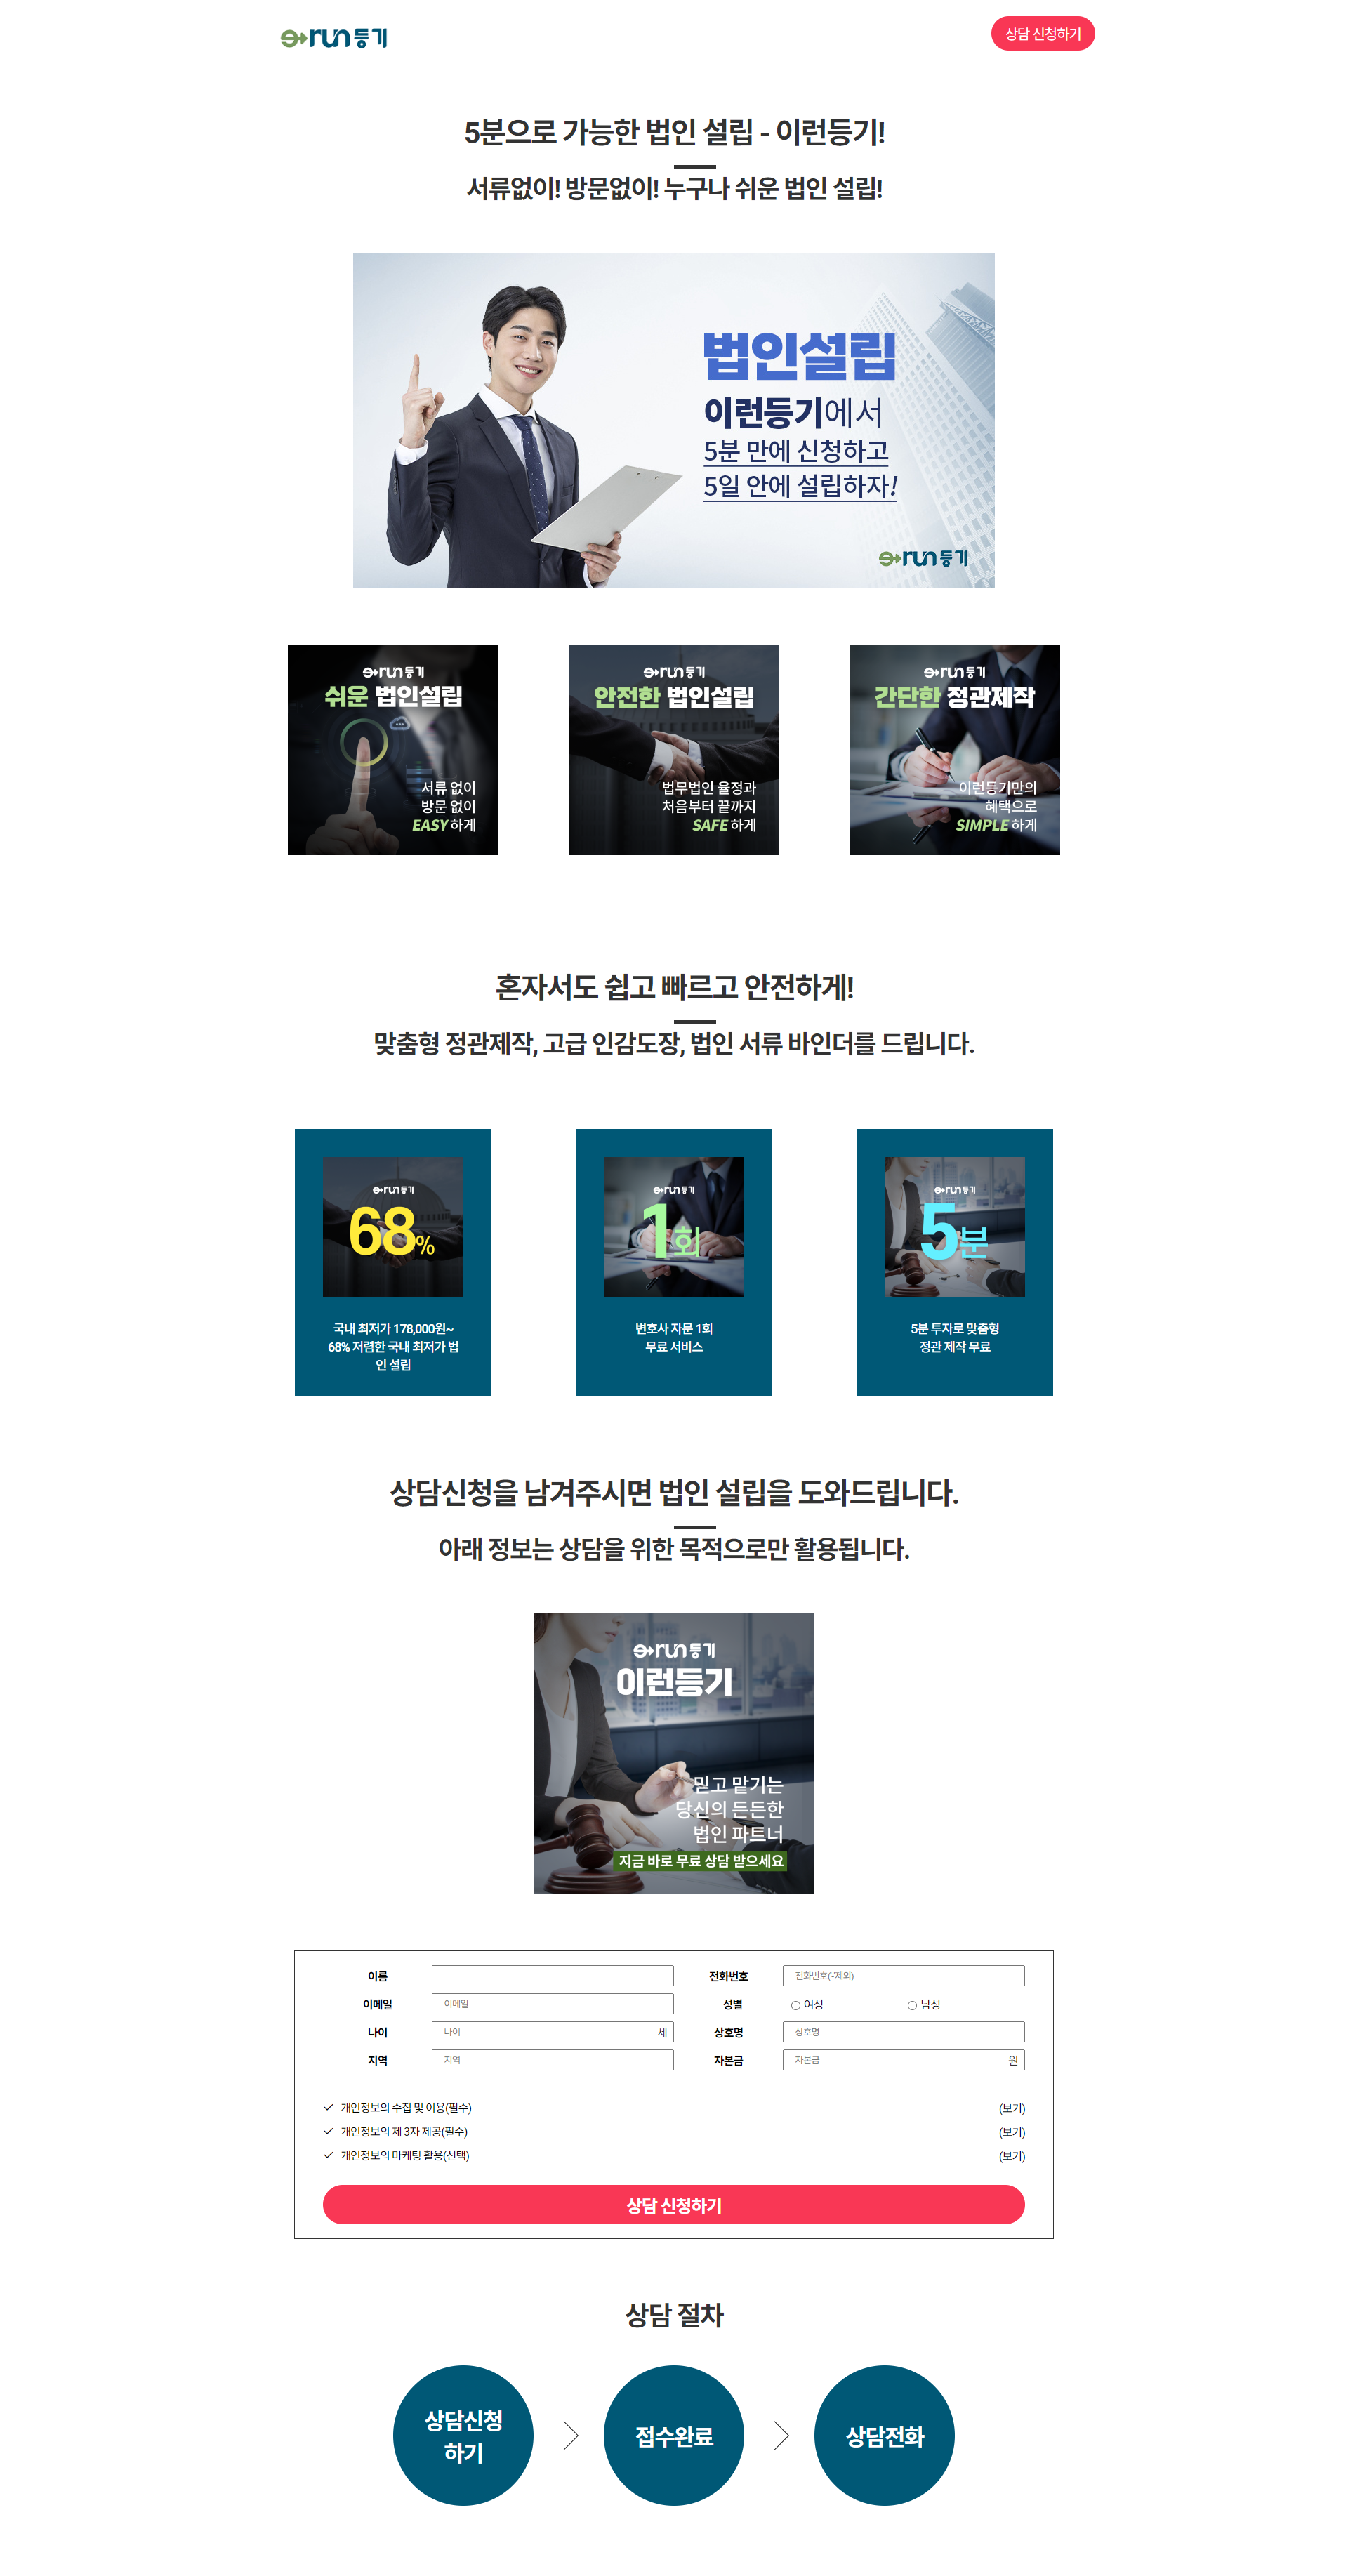 run등기
상담 신청하기
5분으로 가능한 법인 설립 - 이런등기!
서류없이! 방문없이! 누구나 쉬운 법인 설립!
법인설립
이런등기에서
5분 만에 신청하고
5일 안에 설립하자!
run등기
run등기
쉬운 법인설립
서류 없이
방문 없이
EASY 하게
run등기
안전한 법인설립
법무법인 율정과
처음부터 끝까지
SAFE 하게
run등기
간단한 정관제작
이런등기만의
혜택으로
SIMPLE 하게
혼자서도 쉽고 빠르고 안전하게!
맞춤형 정관제작, 고급 인감도장, 법인 서류 바인더를 드립니다.
run등기
68%
국내 최저가 178,000원~
68% 저렴한 국내 최저가 법
인 설립
run등기
1회
변호사 자문 1회
무료 서비스
run등기
5분
5분 투자로 맞춤형
정관 제작 무료
상담신청을 남겨주시면 법인 설립을 도와드립니다.
아래 정보는 상담을 위한 목적으로만 활용됩니다.
run등기
이런등기
믿고 맡기는
당신의 든든한
법인 파트너
지금 바로 무료 상담 받으세요
이름
전화번호 전화번호('-'제외)
이메일 이메일
성별 여성 남성
나이 나이 세
상호명 상호명
지역 지역
자본금 자본금 원
개인정보의 수집 및 이용(필수) (보기)
개인정보의 제 3자 제공(필수) (보기)
개인정보의 마케팅 활용(선택) (보기)
상담 신청하기
상담 절차
상담신청
하기
접수완료
상담전화